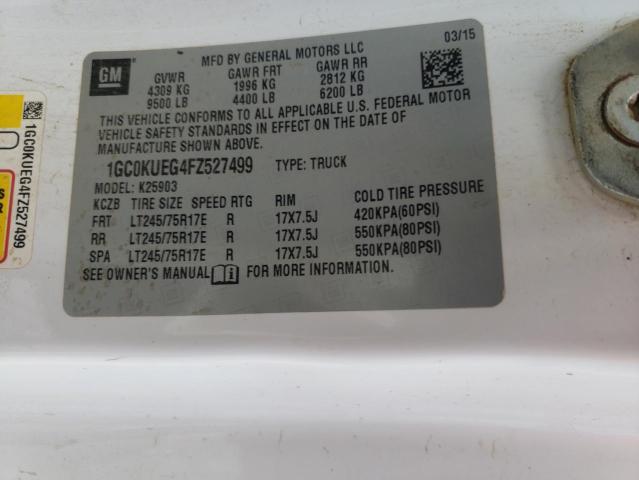 MFD BY GENERAL MOTORS LLC 03/15
GM
GVWR GAWR FRT GAWR RR
4309 KG 1996 KG 2812 KG
9500 LB 4400 LB 6200 LB
THIS VEHICLE CONFORMS TO ALL APPLICABLE U.S. FEDERAL MOTOR
VEHICLE SAFETY STANDARDS IN EFFECT ON THE DATE OF
MANUFACTURE SHOWN ABOVE.
1GC0KUEG4FZ527499 TYPE: TRUCK
MODEL: K25903
KCZB TIRE SIZE SPEED RTG RIM COLD TIRE PRESSURE
FRT LT245/75R17E R 17X7.5J 420KPA(60PSI)
RR LT245/75R17E R 17X7.5J 550KPA(80PSI)
SPA LT245/75R17E R 17X7.5J 550KPA(80PSI)
SEE OWNER'S MANUAL FOR MORE INFORMATION.
1GC0KUEG4FZ527499